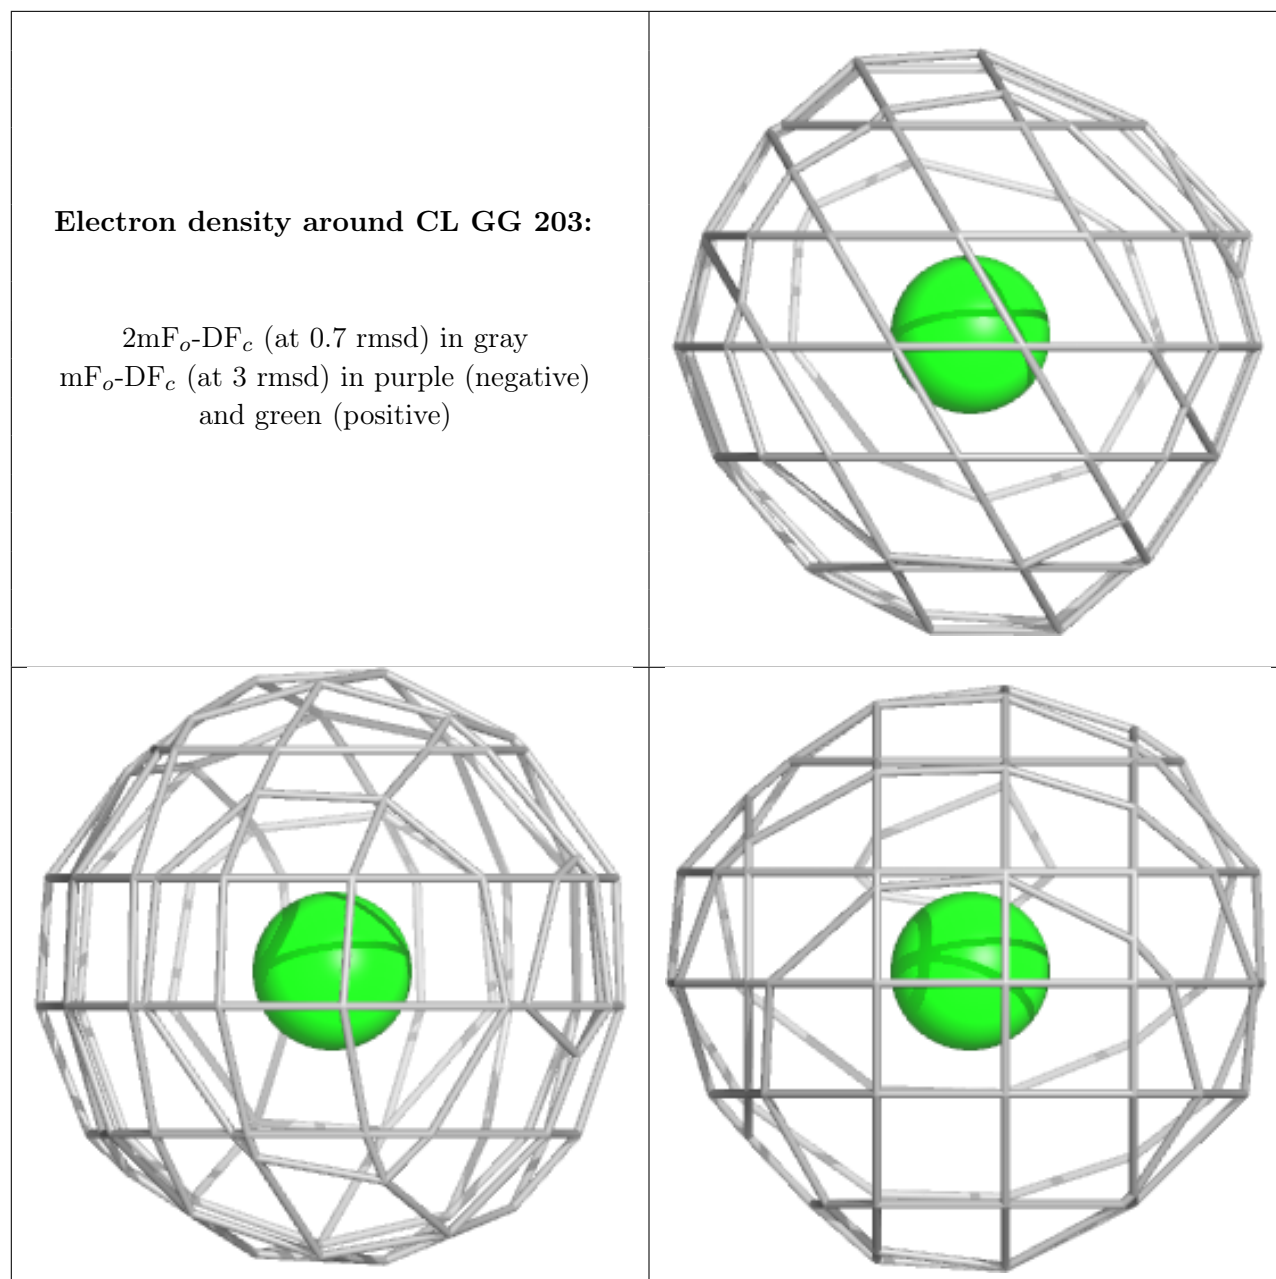 Electron density around CL GG 203:
2mFo-DFc (at 0.7 rmsd) in gray
mFo-DFc (at 3 rmsd) in purple (negative)
and green (positive)